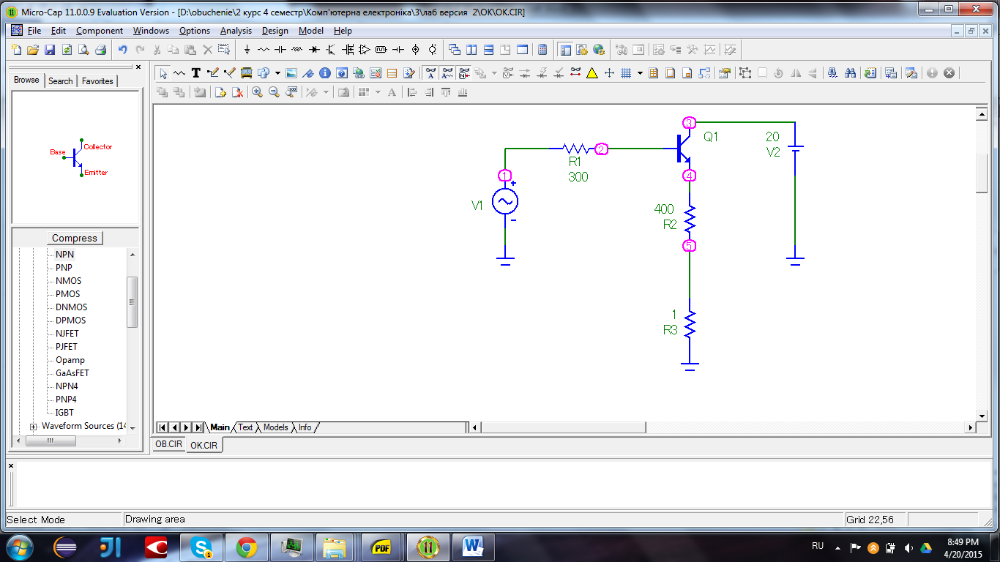 Micro-Cap 11.0.0.9 Evaluation Version - [D:\obuchenie\2 курс 4 семестр\Комп'ютерна електроніка\3\лаб версия  2\OK\OK.CIR]
File Edit Component Windows Options Analysis Design Model Help
Browse Search Favorites
Collector
Base
Emitter
Compress
NPN
PNP
NMOS
PMOS
DNMOS
DPMOS
NJFET
PJFET
Opamp
GaAsFET
NPN4
PNP4
IGBT
Waveform Sources (14
3
Q1
20
V2
2
R1
300
1
V1
4
400
R2
5
1
R3
Main Text Models Info
OB.CIR OK.CIR
Select Mode Drawing area Grid 22,56
RU 8:49 PM
4/20/2015